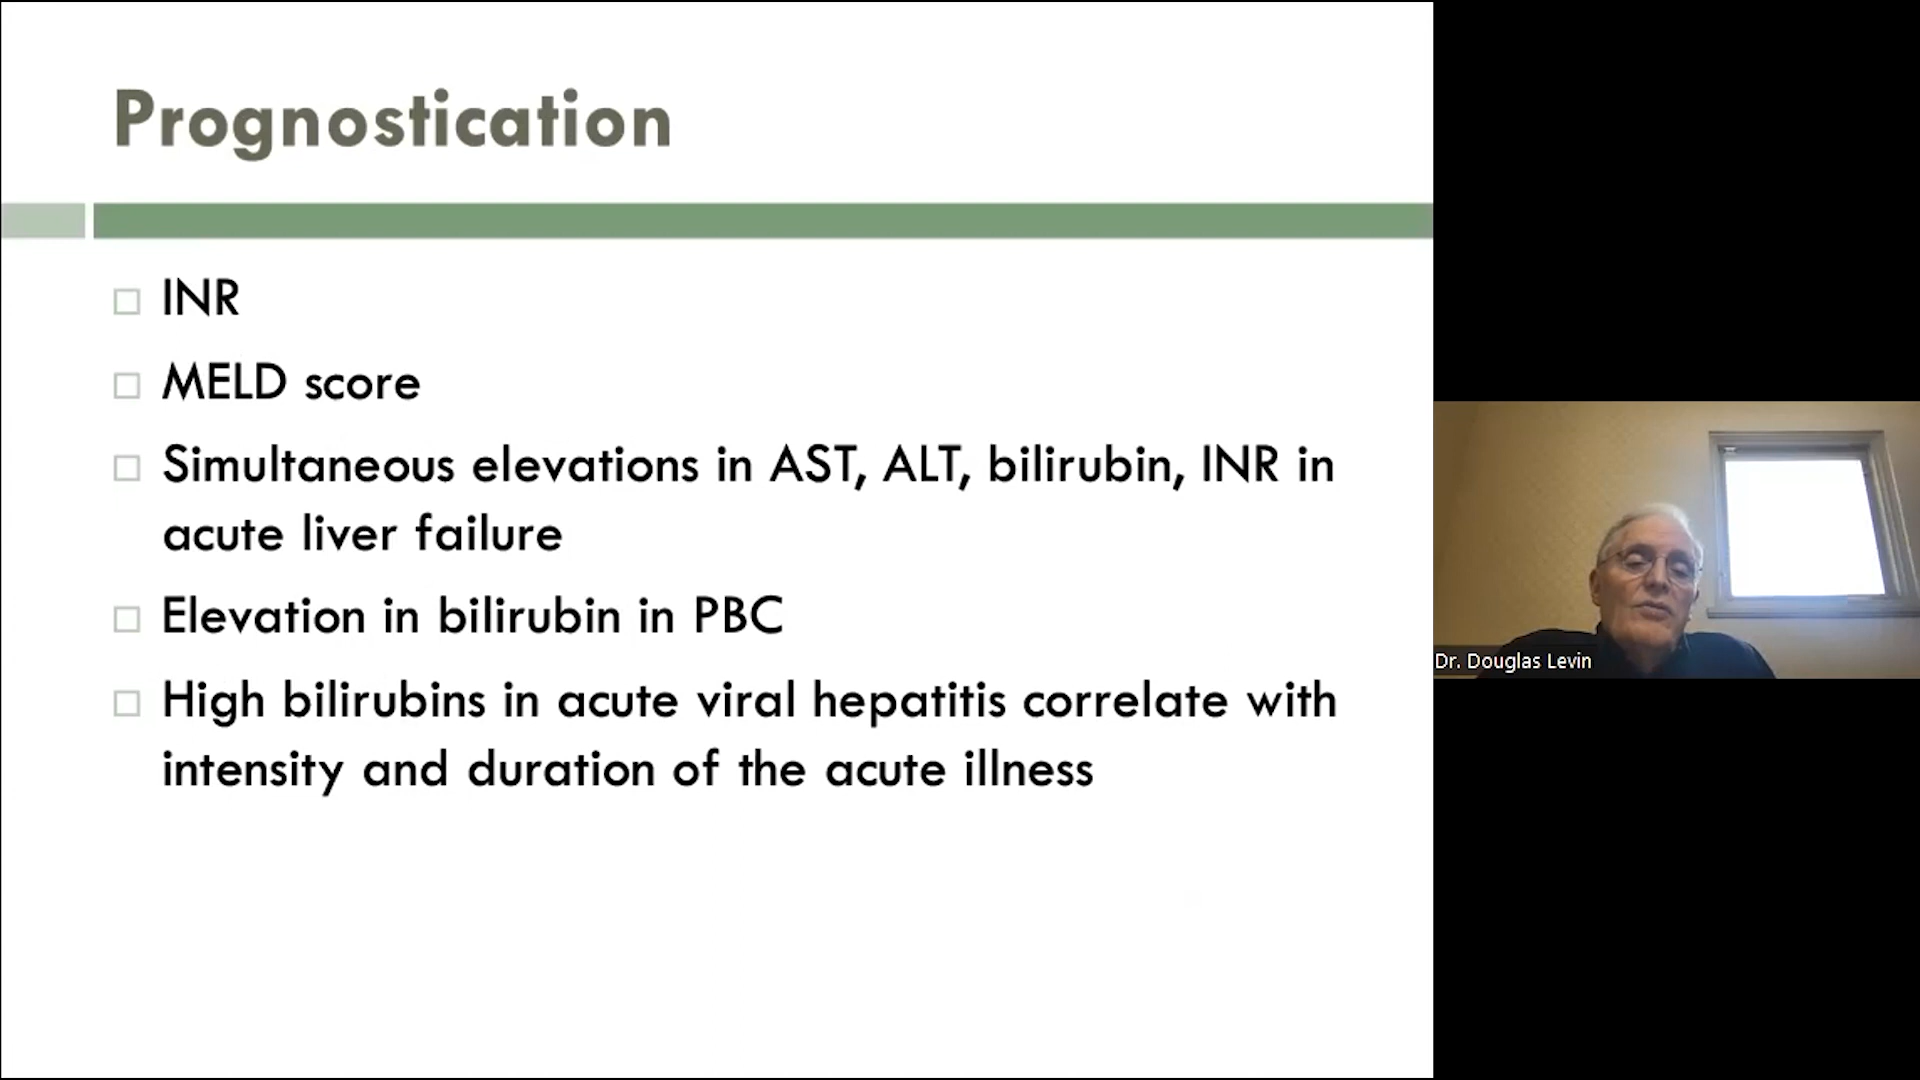 Prognostication
INR
MELD score
Simultaneous elevations in AST, ALT, bilirubin, INR in
acute liver failure
Elevation in bilirubin in PBC
High bilirubins in acute viral hepatitis correlate with
intensity and duration of the acute illness
Dr. Douglas Levin